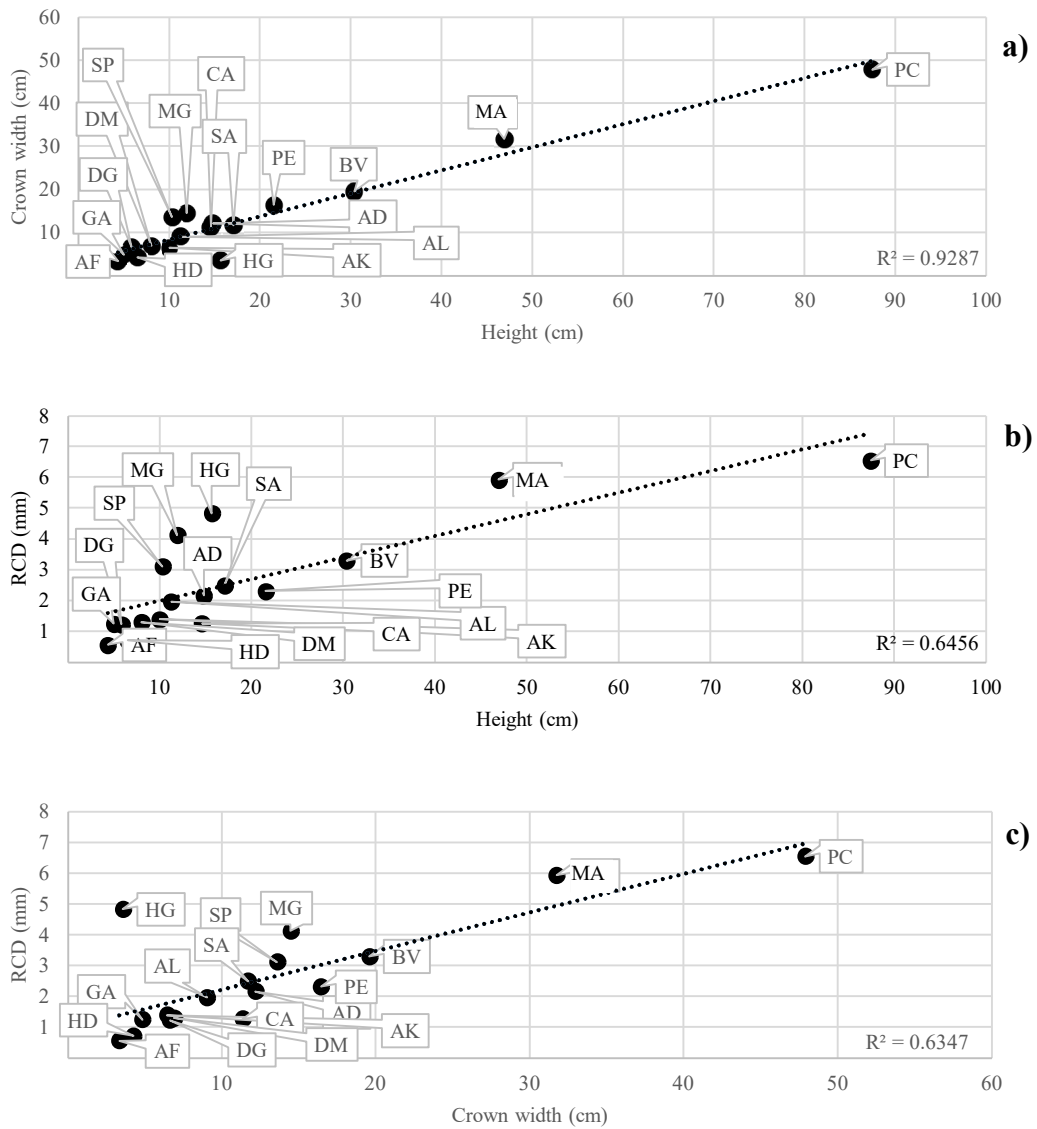 a)
60
50
40
30
20
10
Crown width (cm)
SP
CA
MG
DM
SA
DG
PE
BV
MA
PC
GA
AD
AL
AF
HD
HG
AK
R² = 0.9287
10 20 30 40 50 60 70 80 90 100
Height (cm)
b)
8
7
6
5
4
3
2
1
RCD (mm)
MG
HG
SA
MA
PC
SP
DG
AD
BV
GA
PE
AL
CA
AK
AF
HD
DM
R² = 0.6456
10 20 30 40 50 60 70 80 90 100
Height (cm)
c)
8
7
6
5
4
3
2
1
RCD (mm)
MA
PC
HG
SP
MG
SA
BV
AL
PE
GA
AD
HD
CA
AK
AF
DG
DM
R² = 0.6347
10 20 30 40 50 60
Crown width (cm)